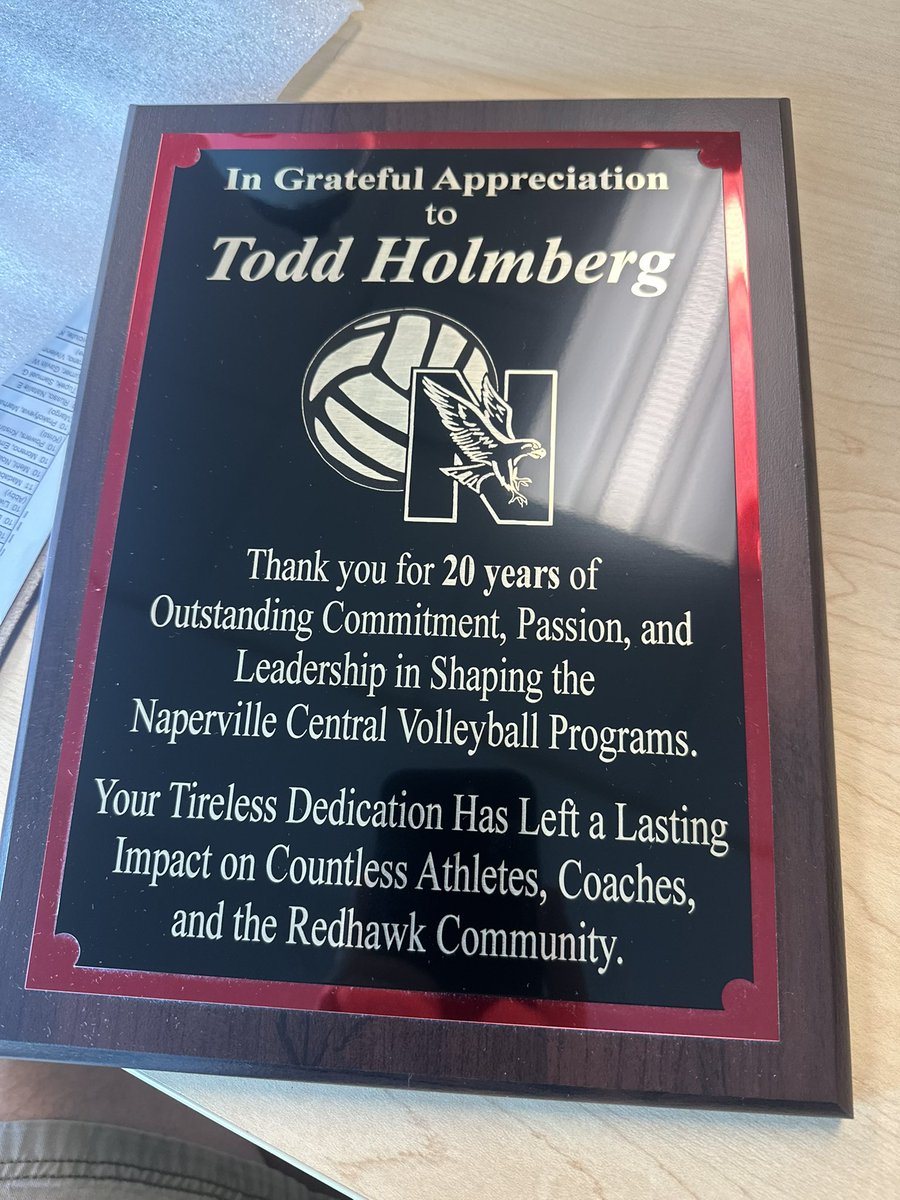 In Grateful Appreciation
to
Todd Holmberg
N
Thank you for 20 years of
Outstanding Commitment, Passion, and
Leadership in Shaping the
Naperville Central Volleyball Programs.
Your Tireless Dedication Has Left a Lasting
Impact on Countless Athletes, Coaches,
and the Redhawk Community.